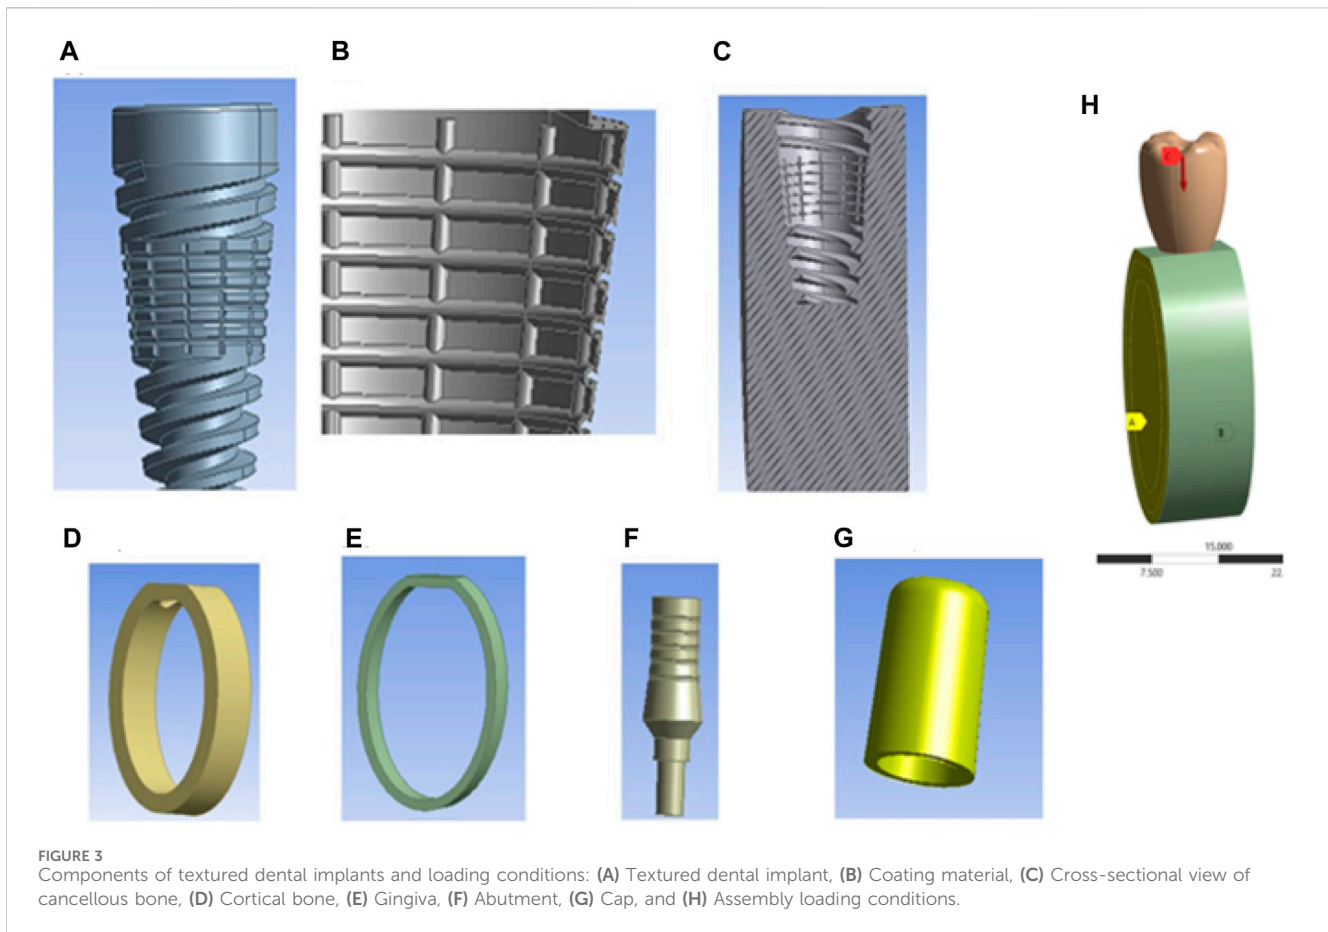 A
B
C
H
C
A
B
15.000
7.500
22.
D
E
F
G
FIGURE 3
Components of textured dental implants and loading conditions: (A) Textured dental implant, (B) Coating material, (C) Cross-sectional view of
cancellous bone, (D) Cortical bone, (E) Gingiva, (F) Abutment, (G) Cap, and (H) Assembly loading conditions.